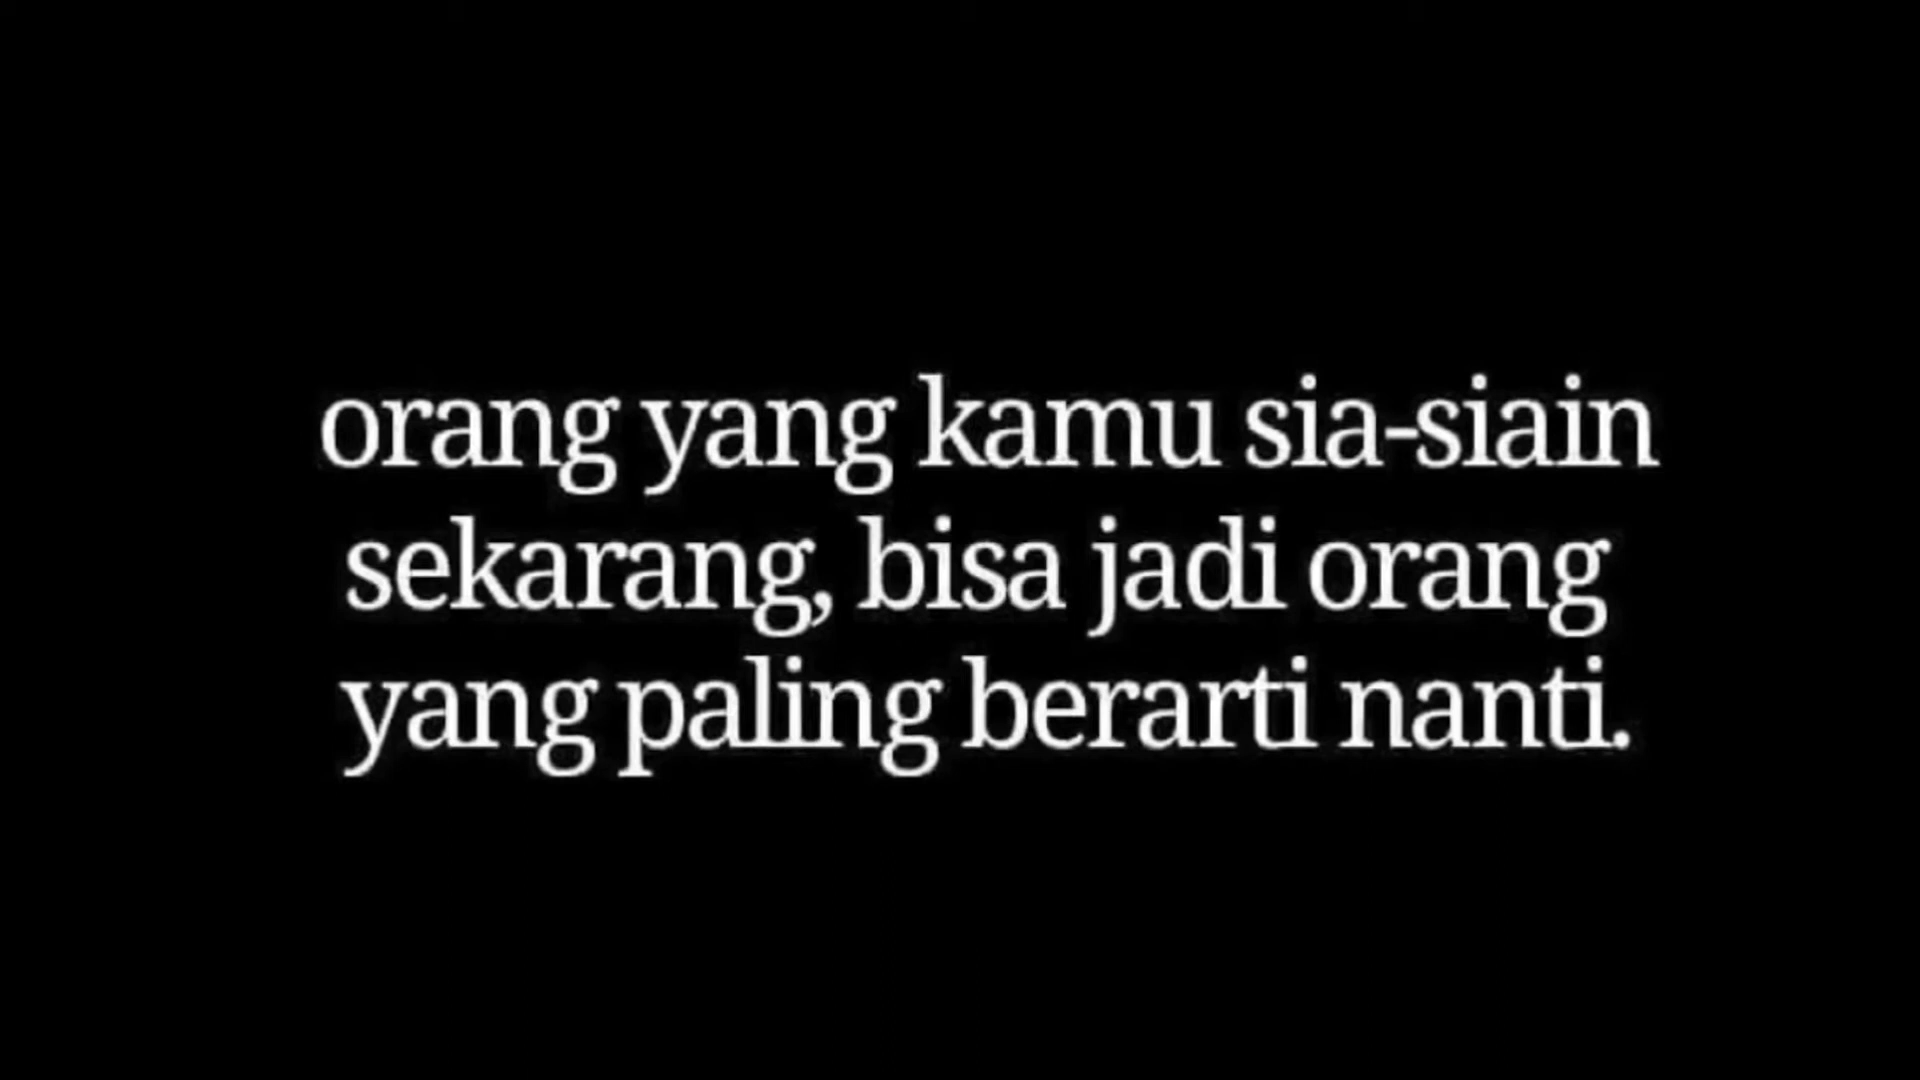 orang yang kamu sia-siain
sekarang, bisa jadi orang
yang paling berarti nanti.